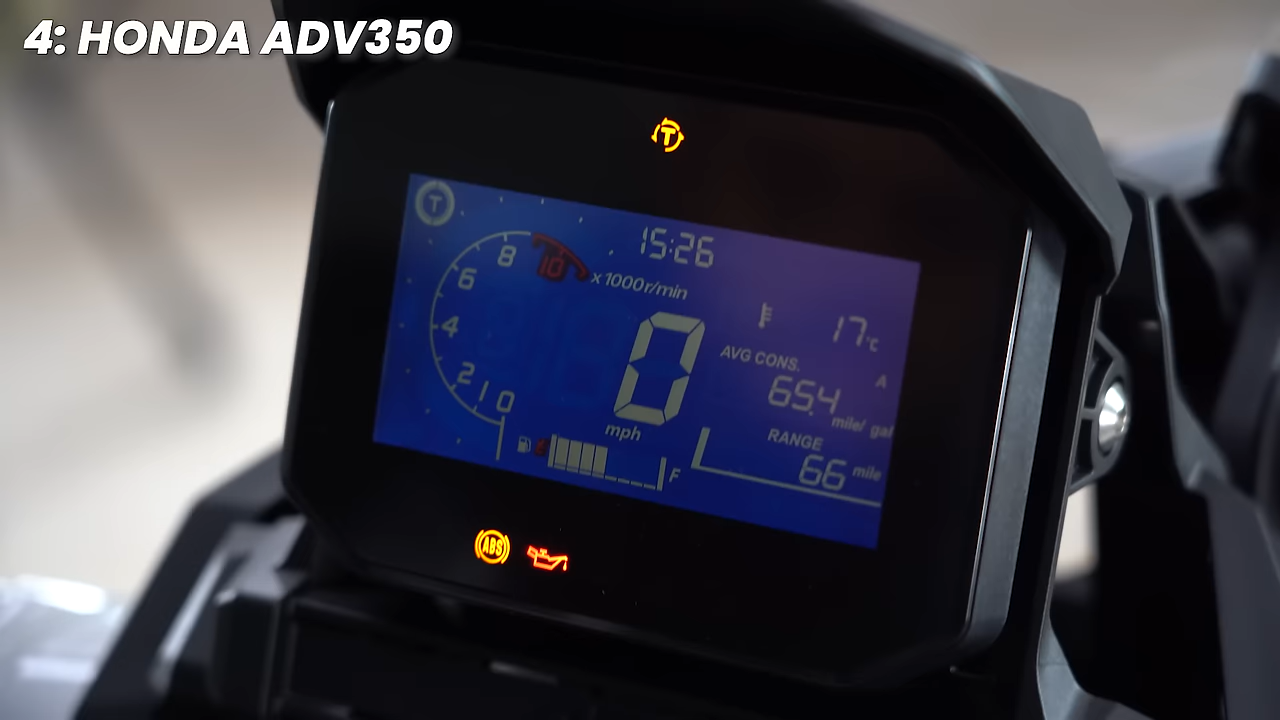 4: HONDA ADV350
T
T
15:26
8
10
x1000r/min
6
4
2
1
0
0
mph
17°C
AVG CONS.
A
65.4
mile/ gal
RANGE
66 mile
F
ABS